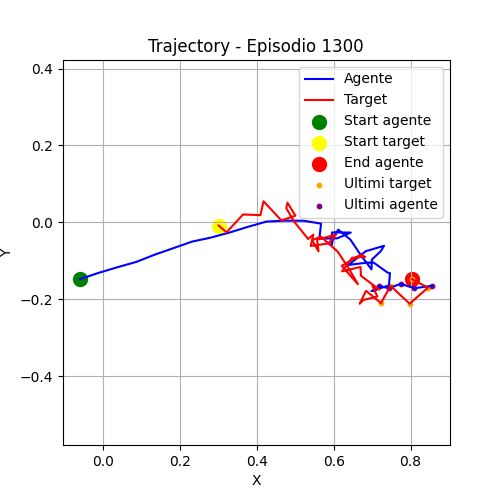 Trajectory - Episodio 1300
Agente
Target
Start agente
Start target
End agente
Ultimi target
Ultimi agente
0.4
0.2
0.0
−0.2
−0.4
Y
0.0 0.2 0.4 0.6 0.8
X